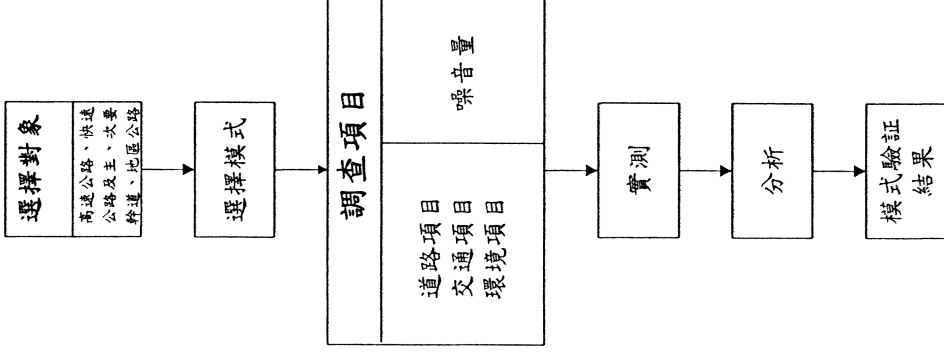 選擇對象
高速公路、快速
公路及主、次要
幹道、地區公路
選擇模式
調查項目
道路項目
交通項目
環境項目
噪音量
實測
分析
模式驗証
結果